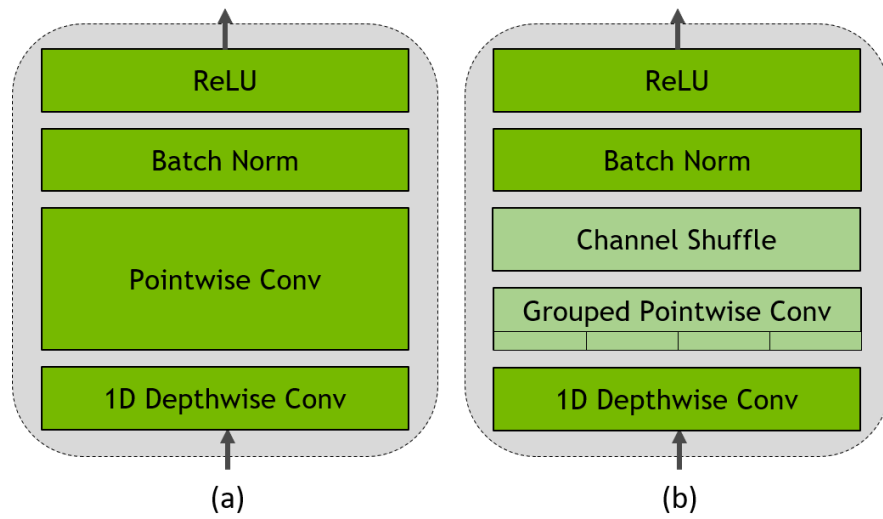 ReLU
Batch Norm
Pointwise Conv
1D Depthwise Conv
(a)
ReLU
Batch Norm
Channel Shuffle
Grouped Pointwise Conv
1D Depthwise Conv
(b)